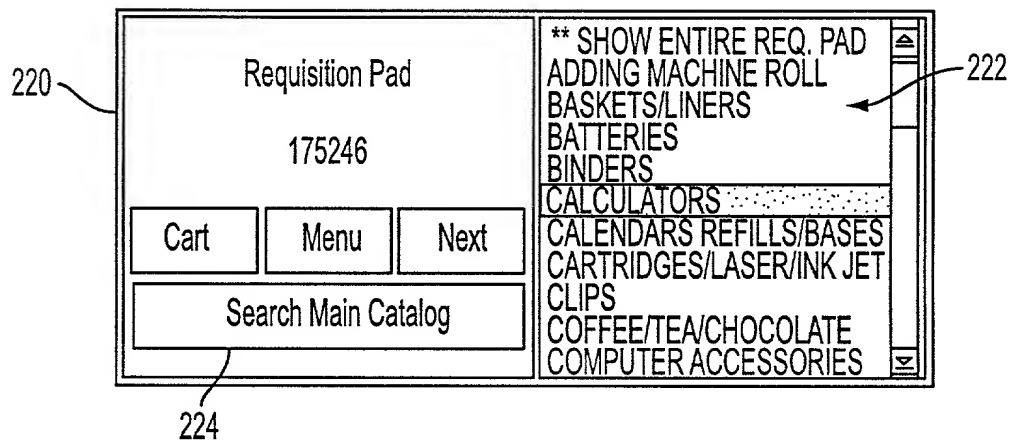 220
Requisition Pad
175246
Cart Menu Next
Search Main Catalog
224
** SHOW ENTIRE REQ. PAD
ADDING MACHINE ROLL
BASKETS/LINERS
BATTERIES
BINDERS
CALCULATORS
CALENDARS REFILLS/BASES
CARTRIDGES/LASER/INK JET
CLIPS
COFFEE/TEA/CHOCOLATE
COMPUTER ACCESSORIES
222